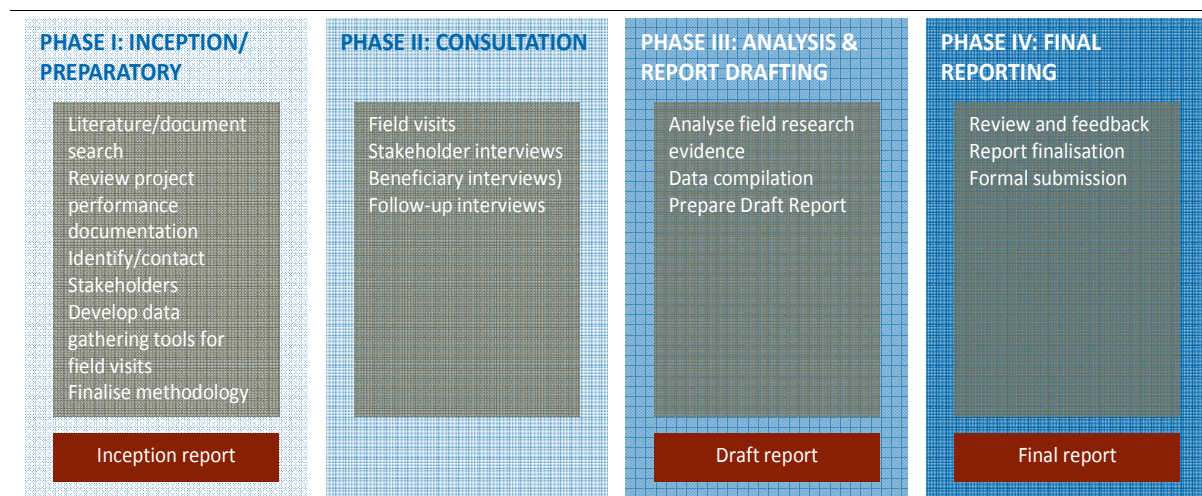 PHASE I: INCEPTION/
PREPARATORY
Literature/document
search
Review project
performance
documentation
Identify/contact
Stakeholders
Develop data
gathering tools for
field visits
Finalise methodology
Inception report
PHASE II: CONSULTATION
Field visits
Stakeholder interviews
Beneficiary interviews)
Follow-up interviews
PHASE III: ANALYSIS &
REPORT DRAFTING
Analyse field research
evidence
Data compilation
Prepare Draft Report
Draft report
PHASE IV: FINAL
REPORTING
Review and feedback
Report finalisation
Formal submission
Final report